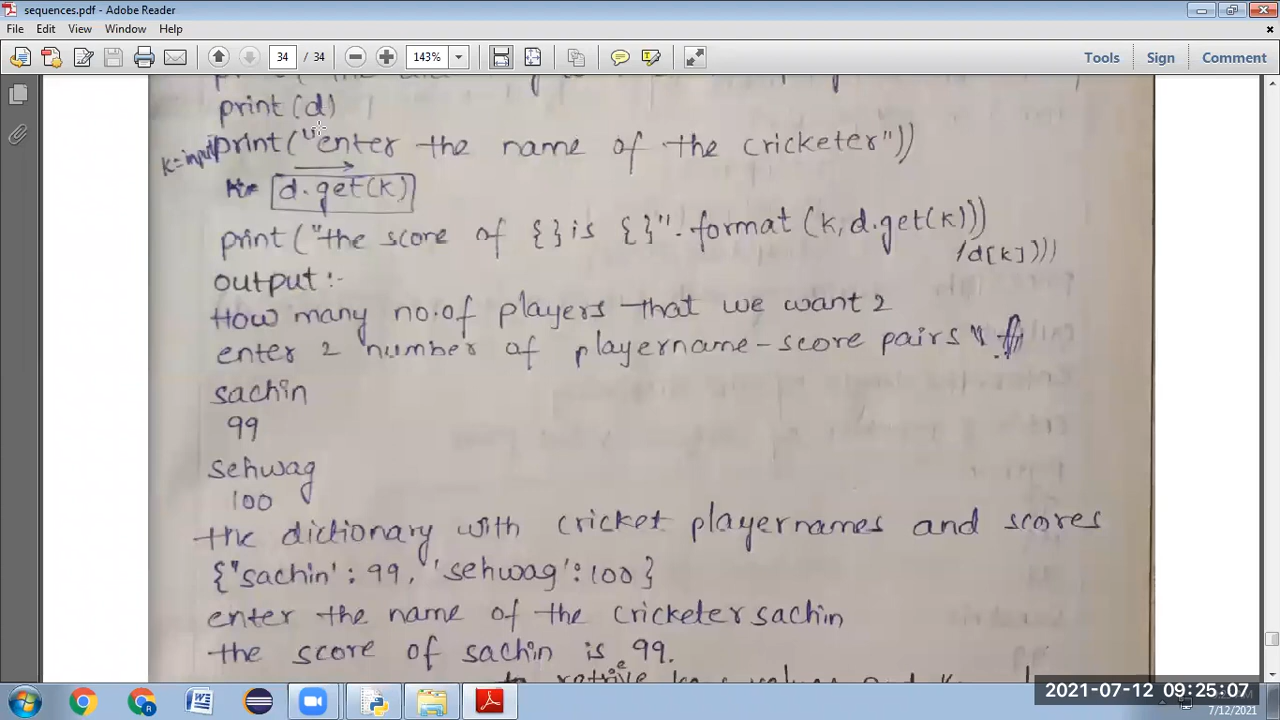 sequences.pdf - Adobe Reader
File Edit View Window Help
34 / 34 143% Tools Sign Comment
print (d)
k=input print ("enter the name of the cricketer"))
d.get(k)
print ("the score of {} is {}".format (k, d.get(k)))
/d[k])))
output :-
How many no.of players that we want 2
enter 2 number of playername-score pairs"
sachin
99
sehwag
100
the dictionary with cricket playernames and scores
{"sachin': 99, 'sehwag': 100}
enter the name of the cricketer sachin
the score of sachin is 99.
2021-07-12 09:25:07
7/12/2021